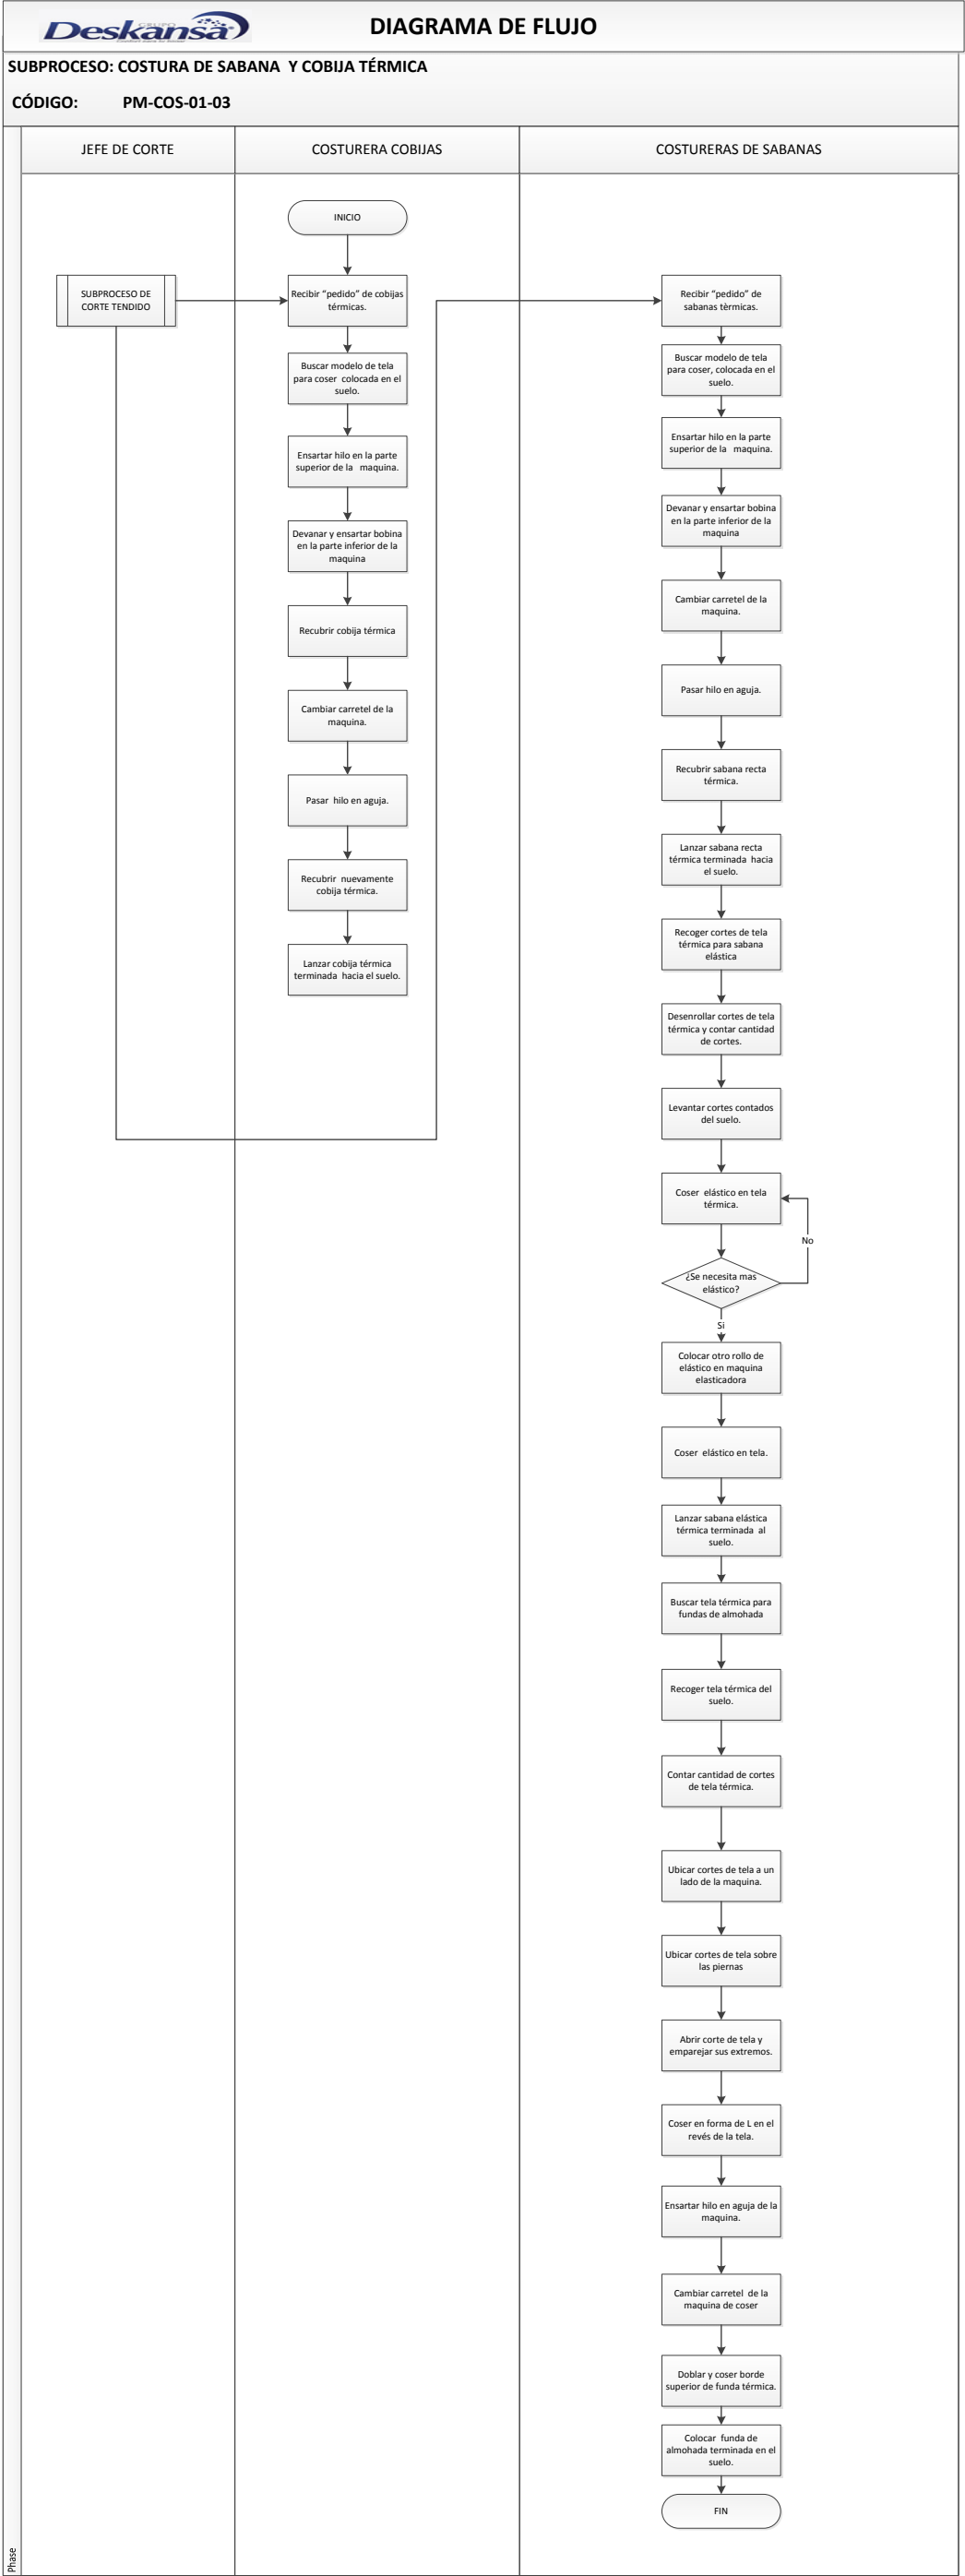 GRUPO
Deskansa
DIAGRAMA DE FLUJO
SUBPROCESO: COSTURA DE SABANA Y COBIJA TÉRMICA
CÓDIGO: PM-COS-01-03
JEFE DE CORTE
COSTURERA COBIJAS
COSTURERAS DE SABANAS
SUBPROCESO DE
CORTE TENDIDO
INICIO
Recibir “pedido” de cobijas
térmicas.
Buscar modelo de tela
para coser colocada en el
suelo.
Ensartar hilo en la parte
superior de la maquina.
Devanar y ensartar bobina
en la parte inferior de la
maquina
Recubrir cobija térmica
Cambiar carretel de la
maquina.
Pasar hilo en aguja.
Recubrir nuevamente
cobija térmica.
Lanzar cobija térmica
terminada hacia el suelo.
Recibir “pedido” de
sabanas tèrmicas.
Buscar modelo de tela
para coser, colocada en el
suelo.
Ensartar hilo en la parte
superior de la maquina.
Devanar y ensartar bobina
en la parte inferior de la
maquina
Cambiar carretel de la
maquina.
Pasar hilo en aguja.
Recubrir sabana recta
térmica.
Lanzar sabana recta
térmica terminada hacia
el suelo.
Recoger cortes de tela
térmica para sabana
elástica
Desenrollar cortes de tela
térmica y contar cantidad
de cortes.
Levantar cortes contados
del suelo.
Coser elástico en tela
térmica.
No
¿Se necesita mas
elástico?
Si
Colocar otro rollo de
elástico en maquina
elasticadora
Coser elástico en tela.
Lanzar sabana elástica
térmica terminada al
suelo.
Buscar tela térmica para
fundas de almohada
Recoger tela térmica del
suelo.
Contar cantidad de cortes
de tela térmica.
Ubicar cortes de tela a un
lado de la maquina.
Ubicar cortes de tela sobre
las piernas
Abrir corte de tela y
emparejar sus extremos.
Coser en forma de L en el
revés de la tela.
Ensartar hilo en aguja de la
maquina.
Cambiar carretel de la
maquina de coser
Doblar y coser borde
superior de funda térmica.
Colocar funda de
almohada terminada en el
suelo.
FIN
Phase